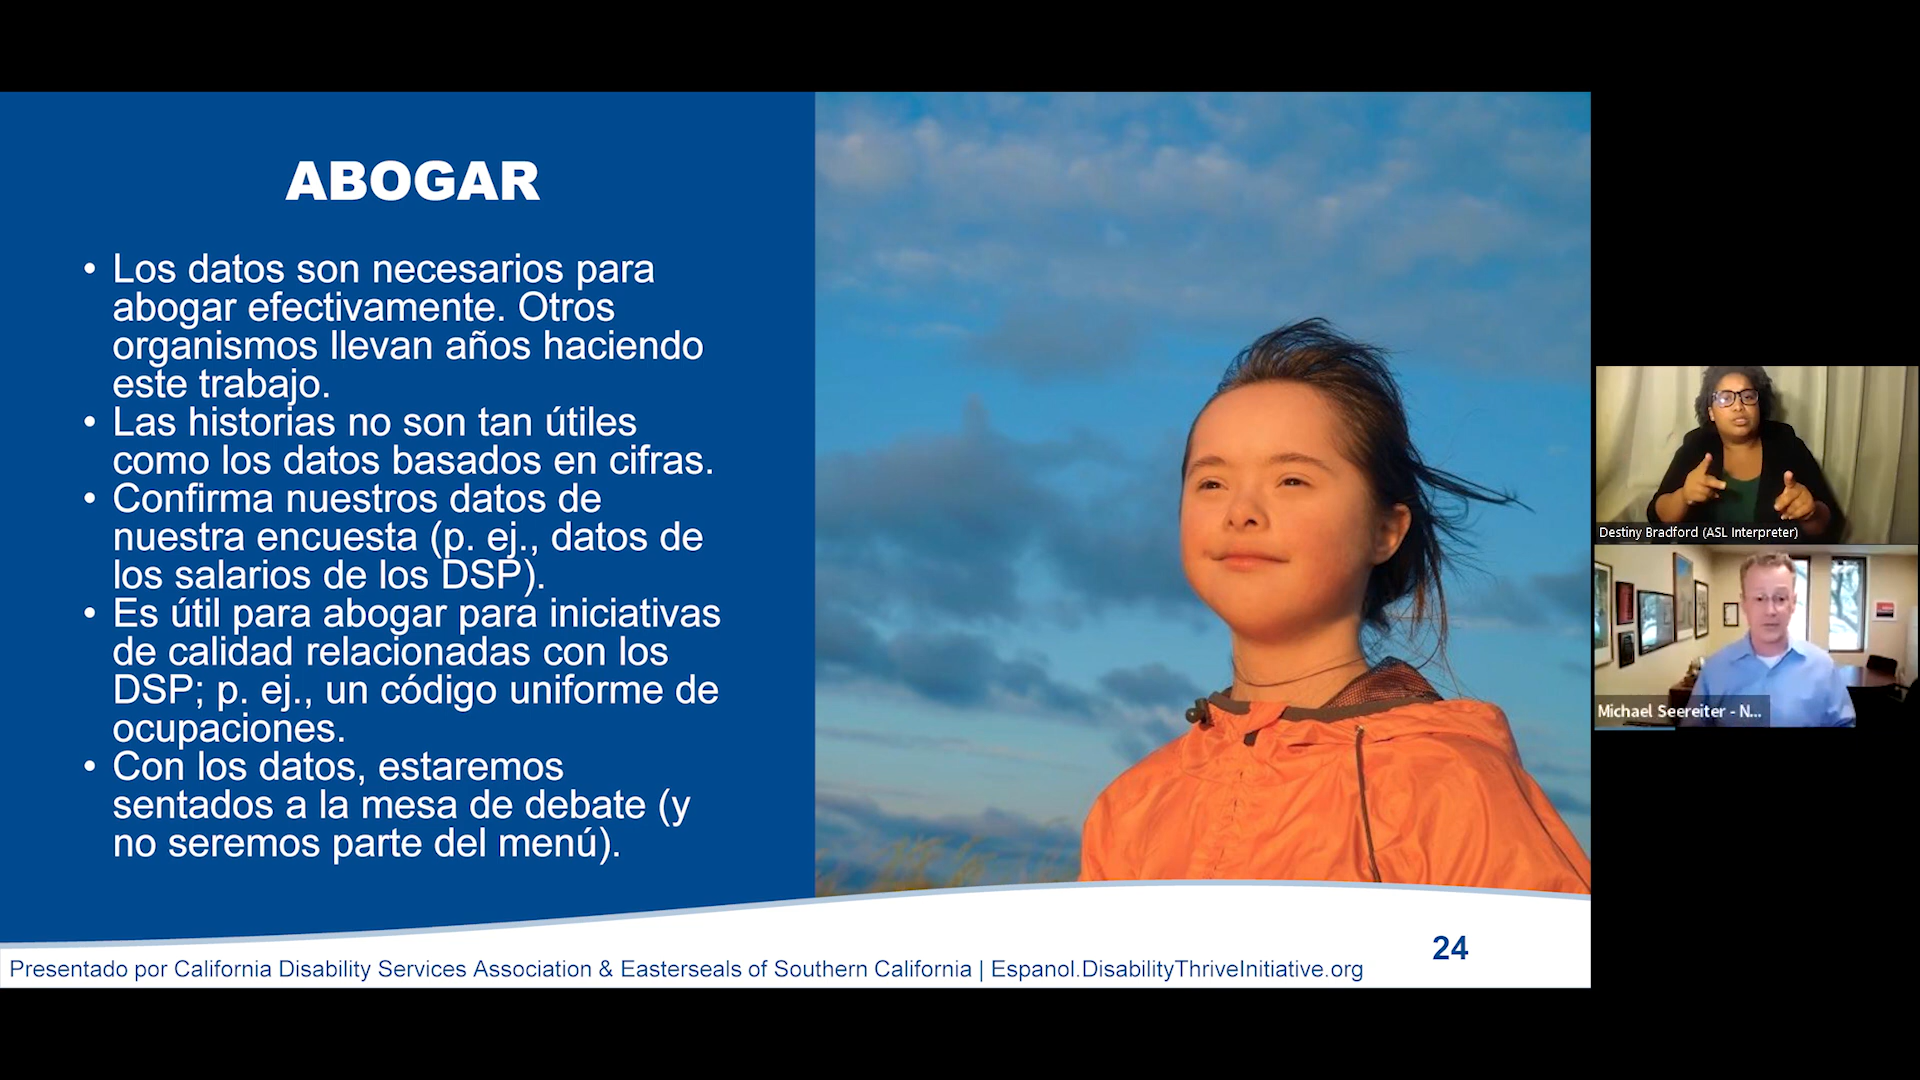 ABOGAR
• Los datos son necesarios para
abogar efectivamente. Otros
organismos llevan años haciendo
este trabajo.
• Las historias no son tan útiles
como los datos basados en cifras.
• Confirma nuestros datos de
nuestra encuesta (p. ej., datos de
los salarios de los DSP).
• Es útil para abogar para iniciativas
de calidad relacionadas con los
DSP; p. ej., un código uniforme de
ocupaciones.
• Con los datos, estaremos
sentados a la mesa de debate (y
no seremos parte del menú).
24
Presentado por California Disability Services Association & Easterseals of Southern California | Espanol.DisabilityThriveInitiative.org
Destiny Bradford (ASL Interpreter)
Michael Seereiter - N...